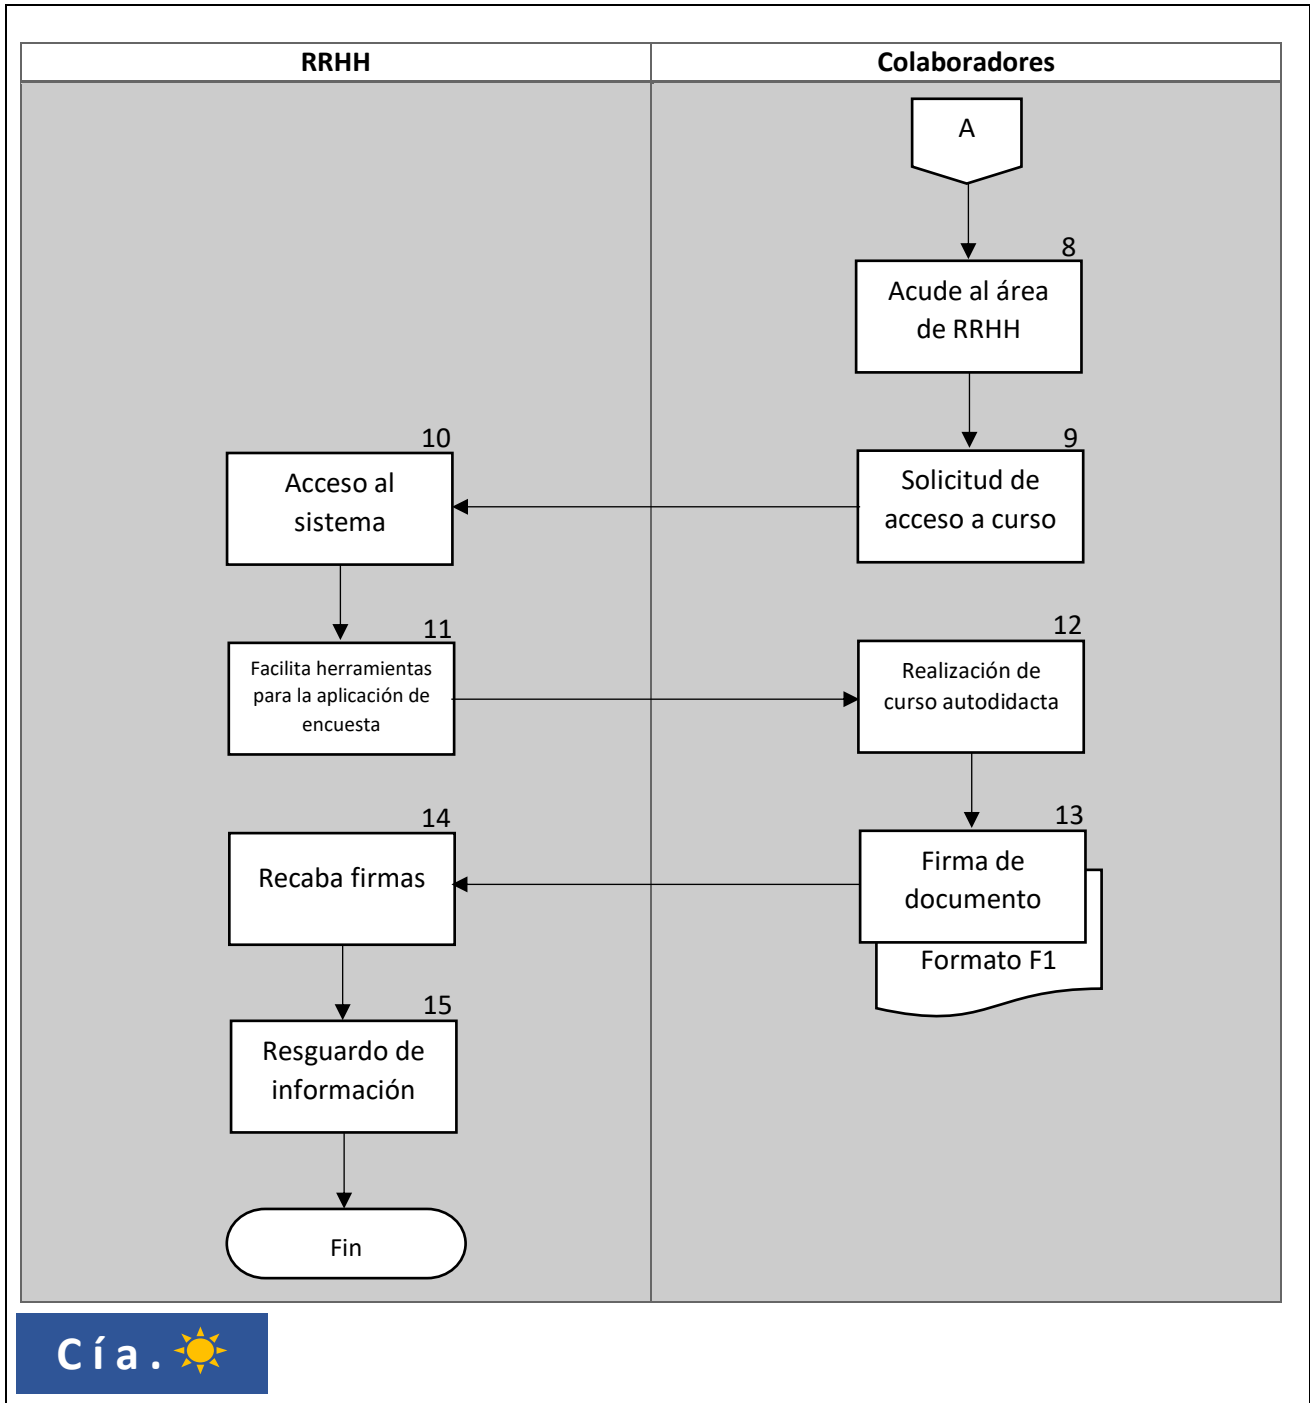 RRHH
Colaboradores
A
8
Acude al área
de RRHH
9
Solicitud de
acceso a curso
10
Acceso al
sistema
11
Facilita herramientas
para la aplicación de
encuesta
12
Realización de
curso autodidacta
13
Firma de
documento
Formato F1
14
Recaba firmas
15
Resguardo de
información
Fin
Cía.